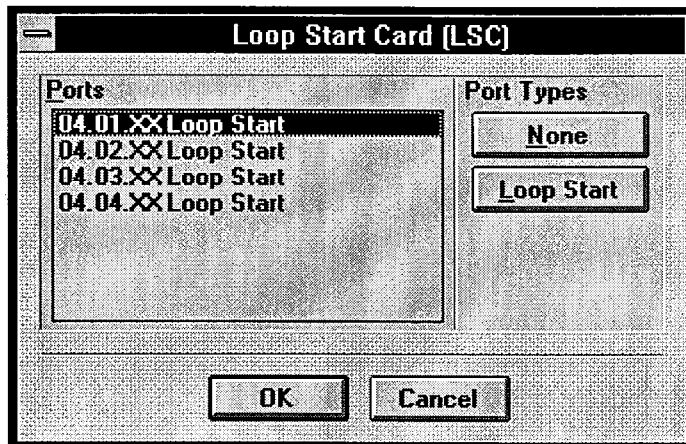 Loop Start Card (LSC)
Ports
04.01.XX Loop Start
04.02.XX Loop Start
04.03.XX Loop Start
04.04.XX Loop Start
Port Types
None
Loop Start
OK
Cancel